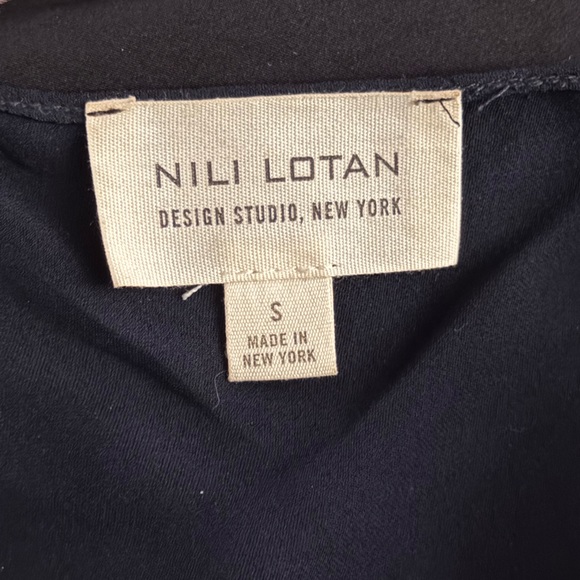 NILI LOTAN
DESIGN STUDIO, NEW YORK
S
MADE IN
NEW YORK